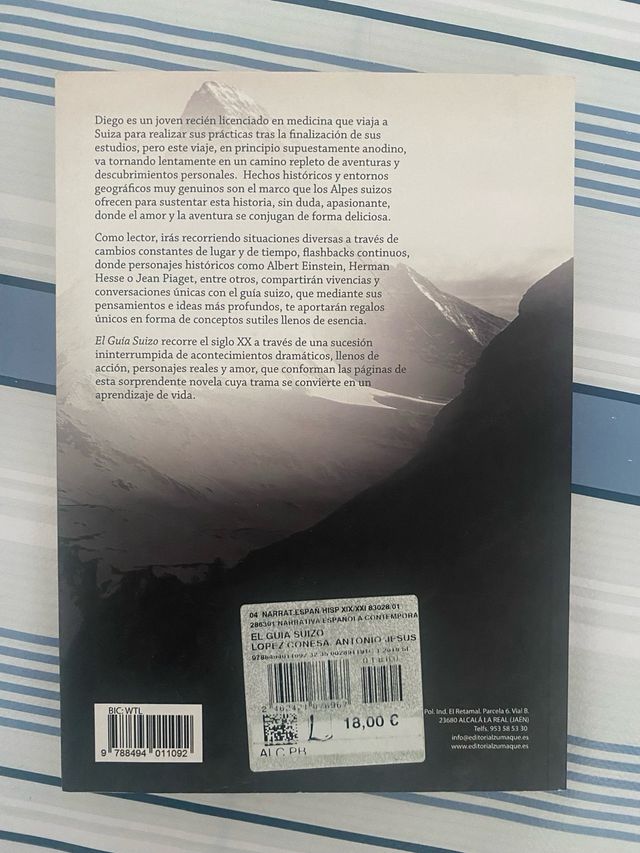 Diego es un joven recién licenciado en medicina que viaja a
Suiza para realizar sus prácticas tras la finalización de sus
estudios, pero este viaje, en principio supuestamente anodino,
va tornando lentamente en un camino repleto de aventuras y
descubrimientos personales. Hechos históricos y entornos
geográficos muy genuinos son el marco que los Alpes suizos
ofrecen para sustentar esta historia, sin duda, apasionante,
donde el amor y la aventura se conjugan de forma deliciosa.
Como lector, irás recorriendo situaciones diversas a través de
cambios constantes de lugar y de tiempo, flashbacks continuos,
donde personajes históricos como Albert Einstein, Herman
Hesse o Jean Piaget, entre otros, compartirán vivencias y
conversaciones únicas con el guía suizo, que mediante sus
pensamientos e ideas más profundos, te aportarán regalos
únicos en forma de conceptos sutiles llenos de esencia.
El Guía Suizo recorre el siglo XX a través de una sucesión
ininterrumpida de acontecimientos dramáticos, llenos de
acción, personajes reales y amor, que conforman las páginas de
esta sorprendente novela cuya trama se convierte en un
aprendizaje de vida.
04 NARRAT.ESPAÑ HISP XIX/XXI 83028.01
286301 NARRATIVA ESPAÑOLA CONTEMPORA
EL GUIA SUIZO
LOPEZ CONESA, ANTONIO JESUS
18,00 €
BIC: WTL
9 788494 011092
Pol. Ind. El Retamal. Parcela 6. Vial B.
23680 ALCALÁ LA REAL (JAÉN)
Telfs. 953 58 53 30
info@editorialzumaque.es
www.editorialzumaque.es